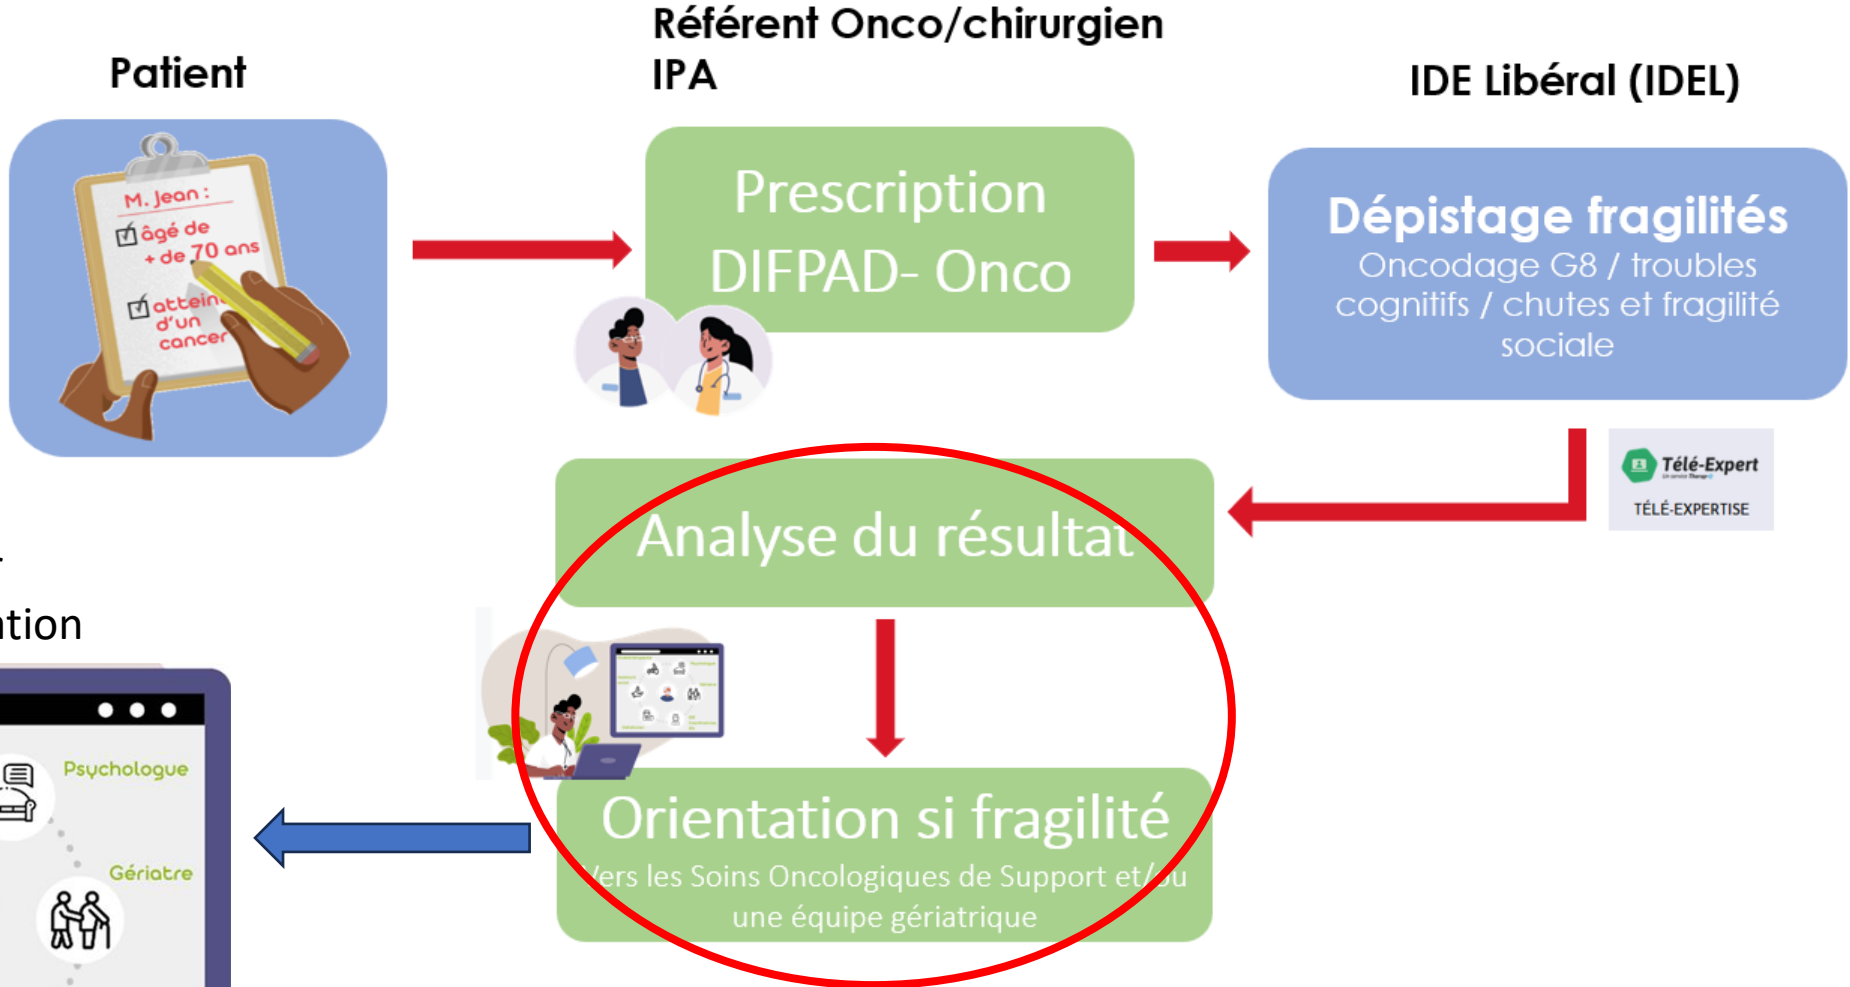 Patient
Référent Onco/chirurgien
IPA
IDE Libéral (IDEL)
M. Jean :
âgé de
+ de 70 ans
atteint
d'un
cancer
Prescription
DIFPAD- Onco
Dépistage fragilités
Oncodage G8 / troubles
cognitifs / chutes et fragilité
sociale
Télé-Expert
TÉLÉ-EXPERTISE
Analyse du résultat
Orientation si fragilité
Vers les Soins Oncologiques de Support et/ou
une équipe gériatrique
Psychologue
Gériatre